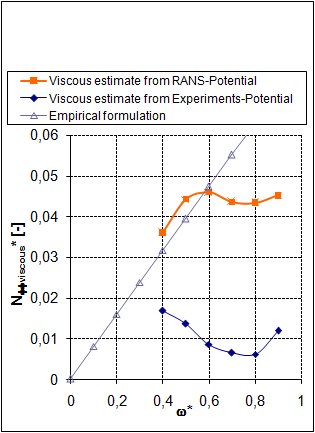 Viscous estimate from RANS-Potential
Viscous estimate from Experiments-Potential
Empirical formulation
0,06
0,05
0,04
0,03
0,02
0,01
0
0 0,2 0,4 0,6 0,8 1
ω*
viscous* [-]